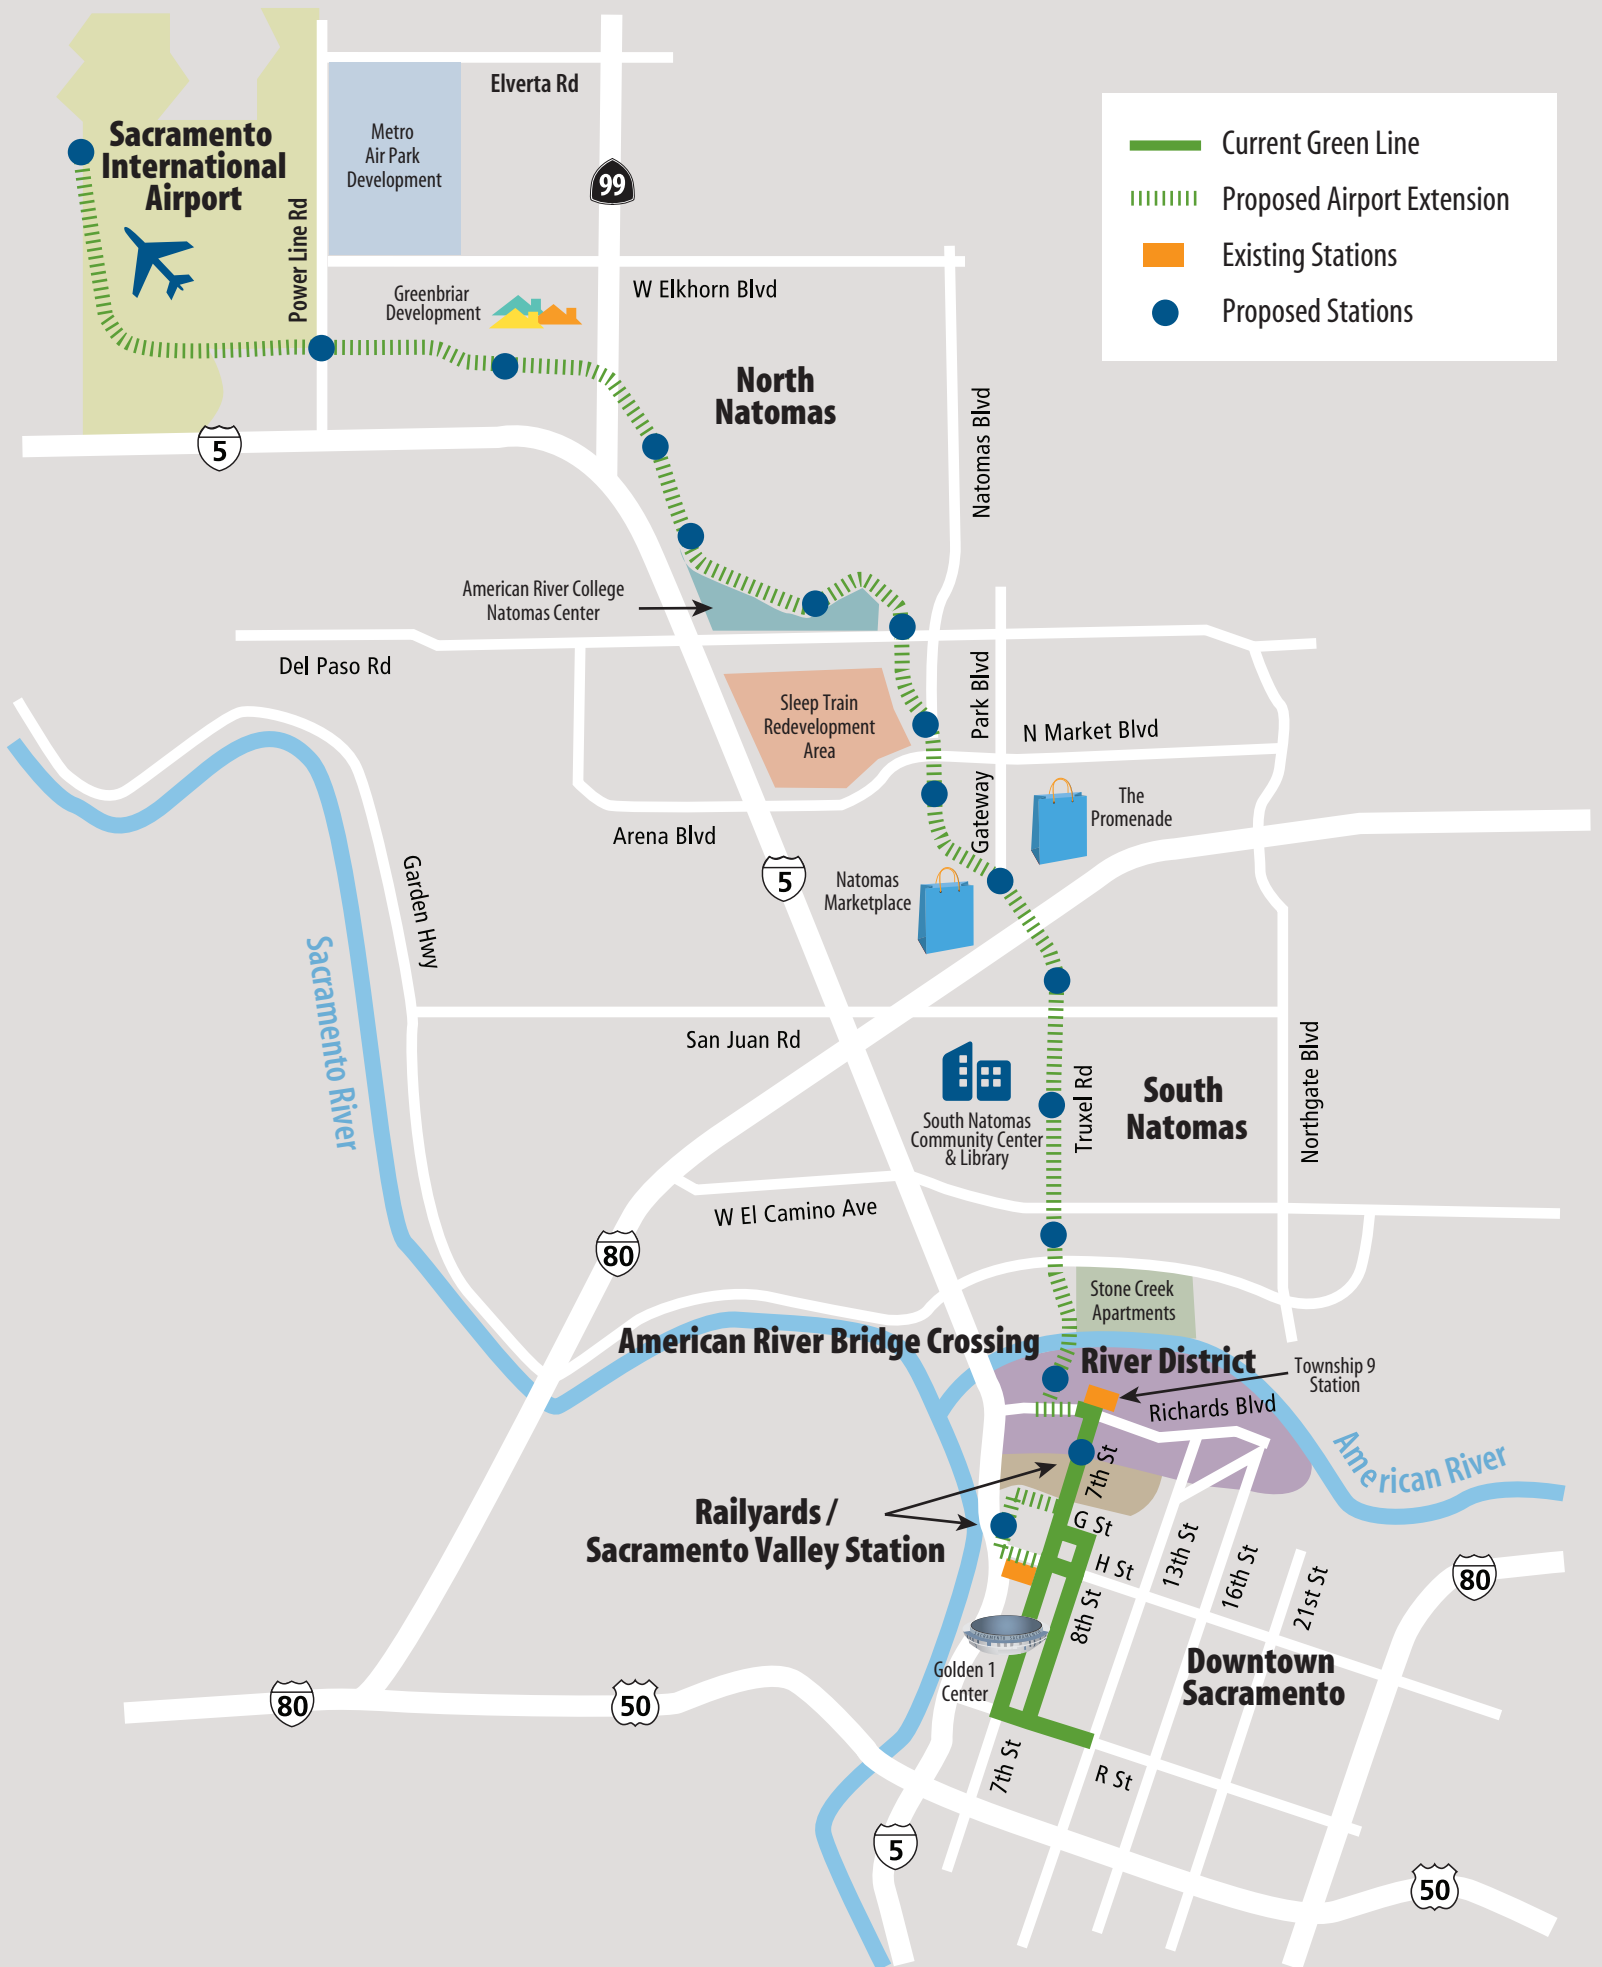 Elverta Rd
Sacramento
International
Airport
Metro
Air Park
Development
99
Current Green Line
Proposed Airport Extension
Existing Stations
Proposed Stations
Power Line Rd
W Elkhorn Blvd
Greenbriar
Development
North
Natomas
Natomas Blvd
5
American River College
Natomas Center
Del Paso Rd
Sleep Train
Redevelopment
Area
Gateway Park Blvd
N Market Blvd
The
Promenade
Arena Blvd
5
Natomas
Marketplace
Garden Hwy
Sacramento River
San Juan Rd
South Natomas
Community Center
& Library
Truxel Rd
South
Natomas
Northgate Blvd
W El Camino Ave
80
Stone Creek
Apartments
American River Bridge Crossing
River District
Township 9
Station
Richards Blvd
American River
7th St
Railyards /
Sacramento Valley Station
G St
H St
13th St
16th St
21st St
80
8th St
Golden 1
Center
Downtown
Sacramento
80
50
7th St
R St
5
50